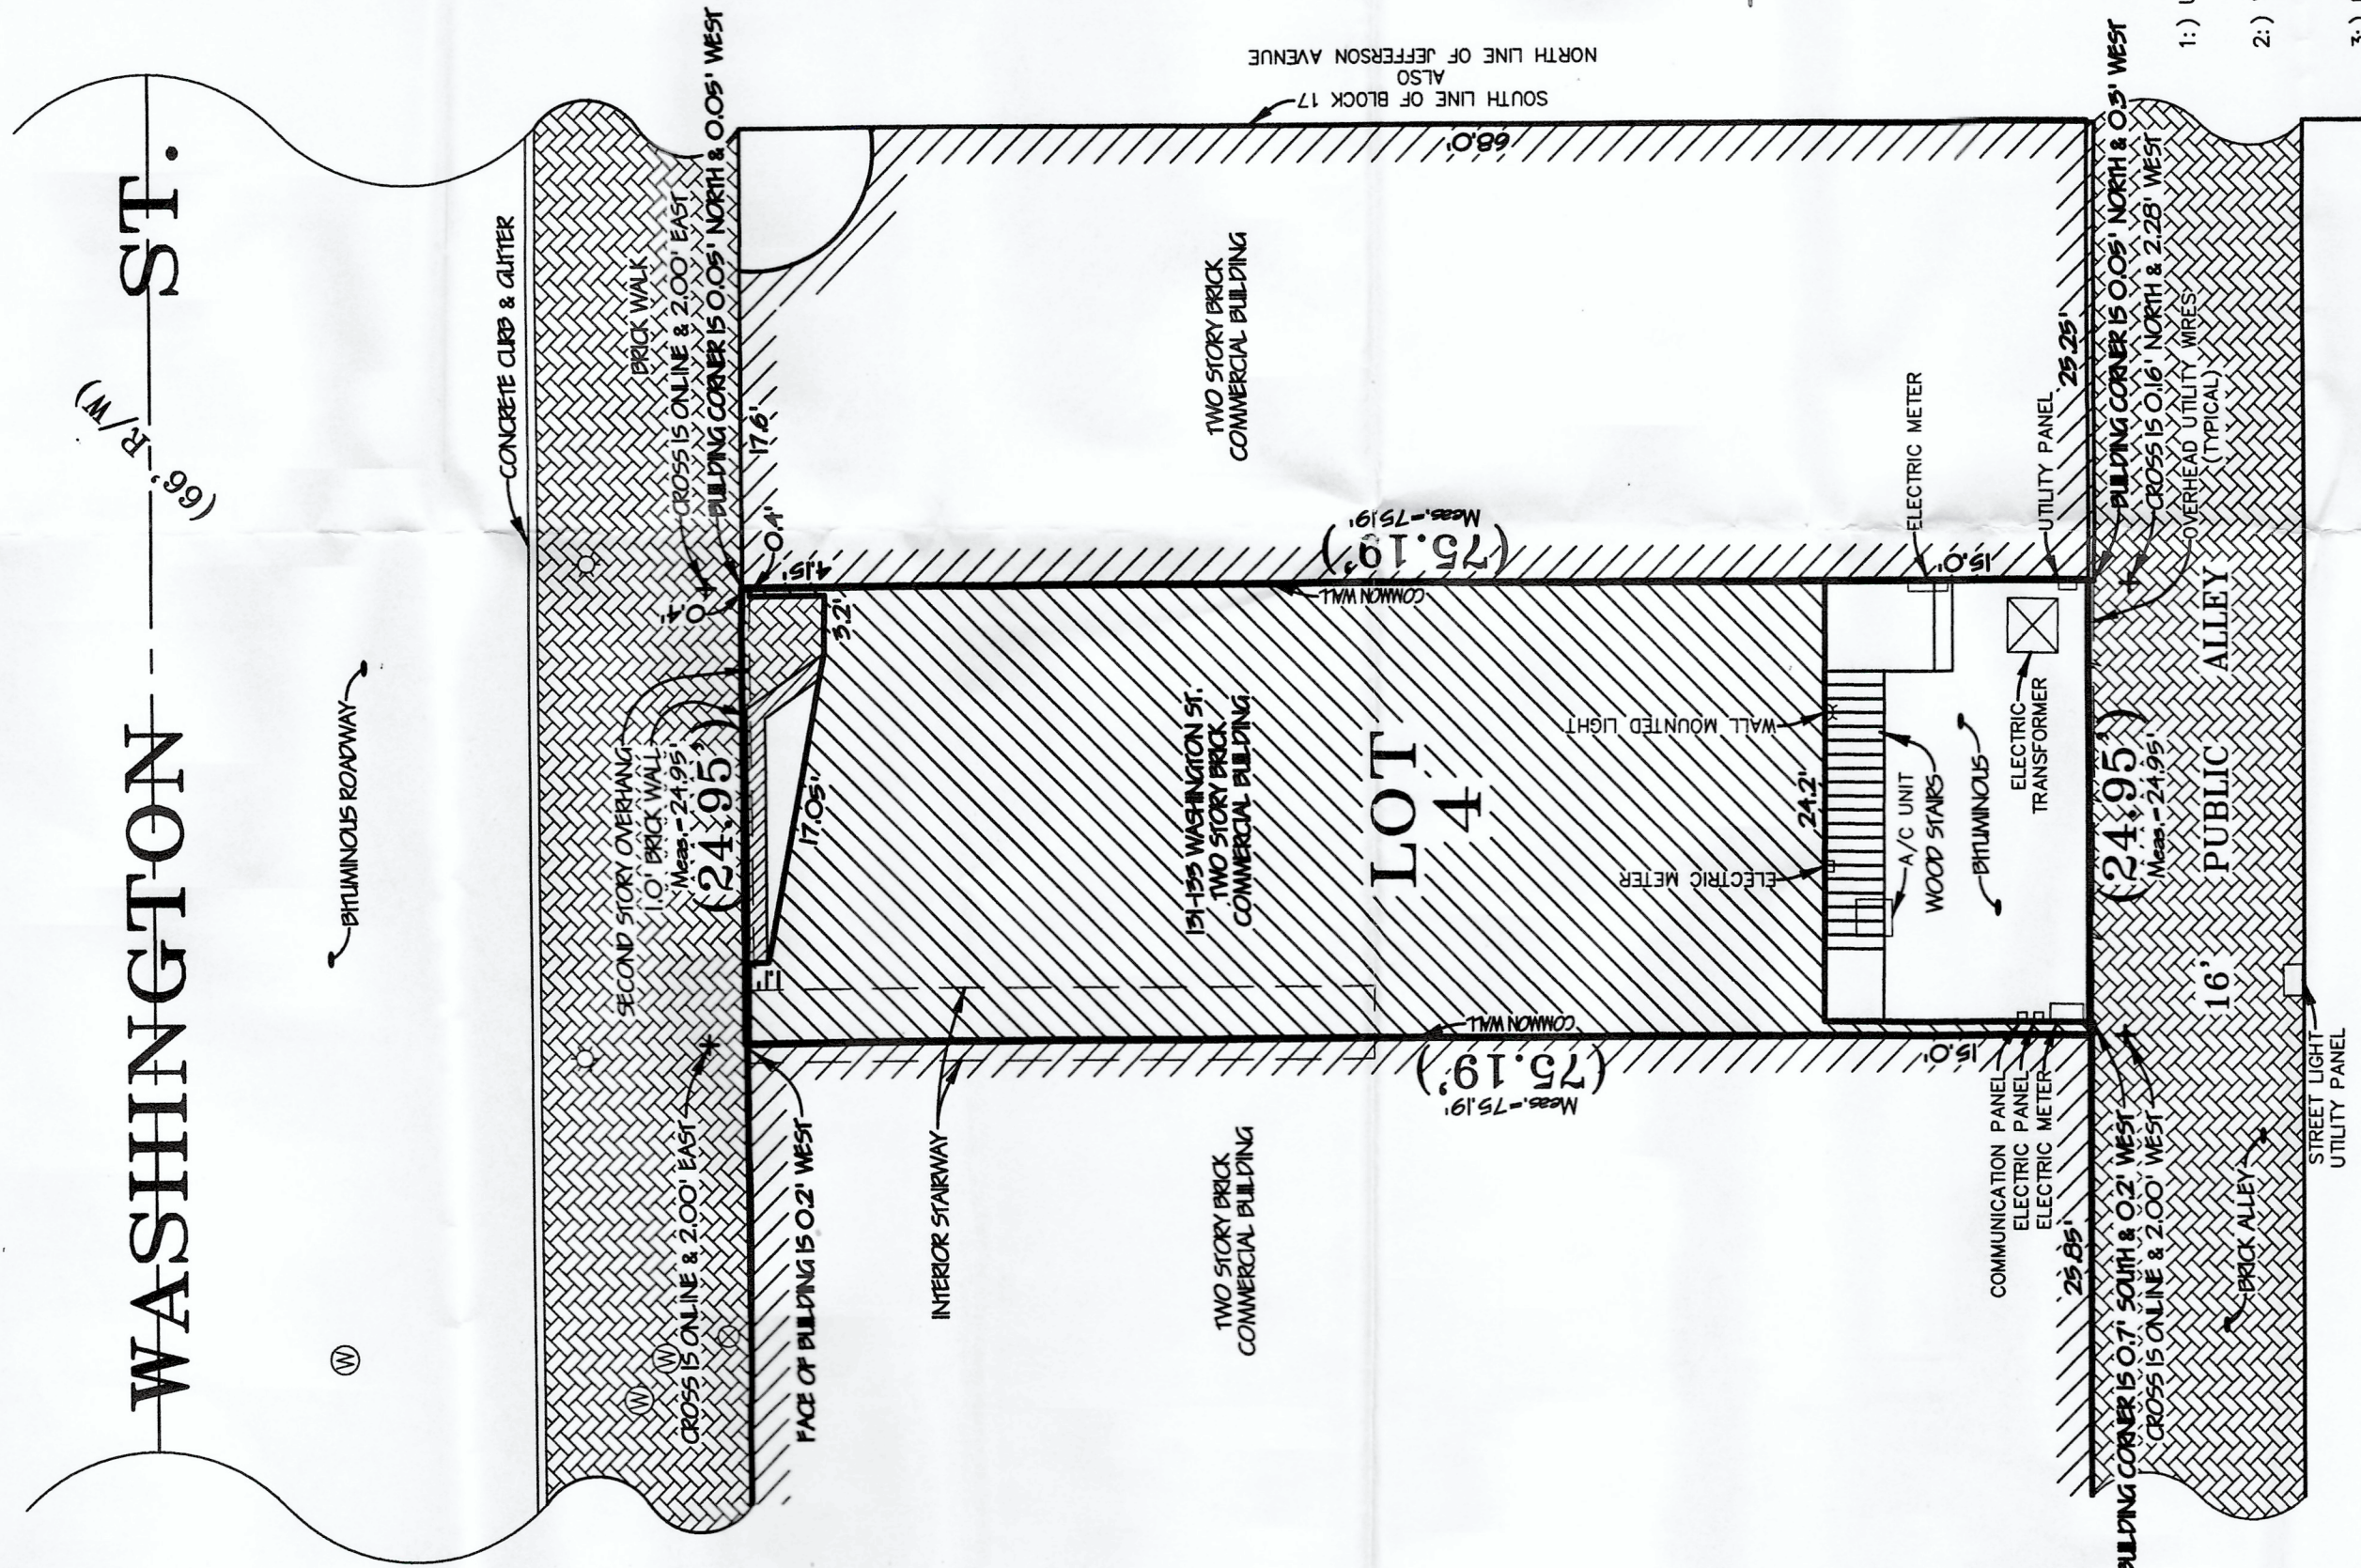 WASHINGTON ST.
(66' R/W)
BITUMINOUS ROADWAY
CONCRETE CURB & GUTTER
BRICK WALK
CROSS IS ONLINE & 2.00' EAST
BUILDING CORNER IS 0.05' NORTH & 0.05' WEST
SECOND STORY OVERHANG
1.0' BRICK WALL
Meas.=24.95'
(24.95')
CROSS IS ONLINE & 2.00' EAST
FACE OF BUILDING IS 0.2' WEST
W
W
W
0.4'
0.4'
17.6'
4.15'
3.2'
17.05'
1.1'
SOUTH LINE OF BLOCK 17
ALSO
NORTH LINE OF JEFFERSON AVENUE
68.0'
TWO STORY BRICK
COMMERCIAL BUILDING
Meas.=75.19'
(75.19')
COMMON WALL
131-133 WASHINGTON ST.
TWO STORY BRICK
COMMERCIAL BUILDING
LOT
4
INTERIOR STAIRWAY
COMMON WALL
(75.19')
Meas.=75.19'
TWO STORY BRICK
COMMERCIAL BUILDING
WALL MOUNTED LIGHT
ELECTRIC METER
24.2'
A/C UNIT
WOOD STAIRS
BITUMINOUS
ELECTRIC
TRANSFORMER
ELECTRIC METER
15.0'
UTILITY PANEL
25.25'
15.0'
COMMUNICATION PANEL
ELECTRIC PANEL
ELECTRIC METER
25.85'
BUILDING CORNER IS 0.05' NORTH & 0.3' WEST
CROSS IS 0.16' NORTH & 2.28' WEST
OVERHEAD UTILITY WIRES
(TYPICAL)
(24.95')
Meas.=24.95'
BUILDING CORNER IS 0.7' SOUTH & 0.2' WEST
CROSS IS ONLINE & 2.00' WEST
16' PUBLIC ALLEY
BRICK ALLEY
STREET LIGHT
UTILITY PANEL
1:)
2:)